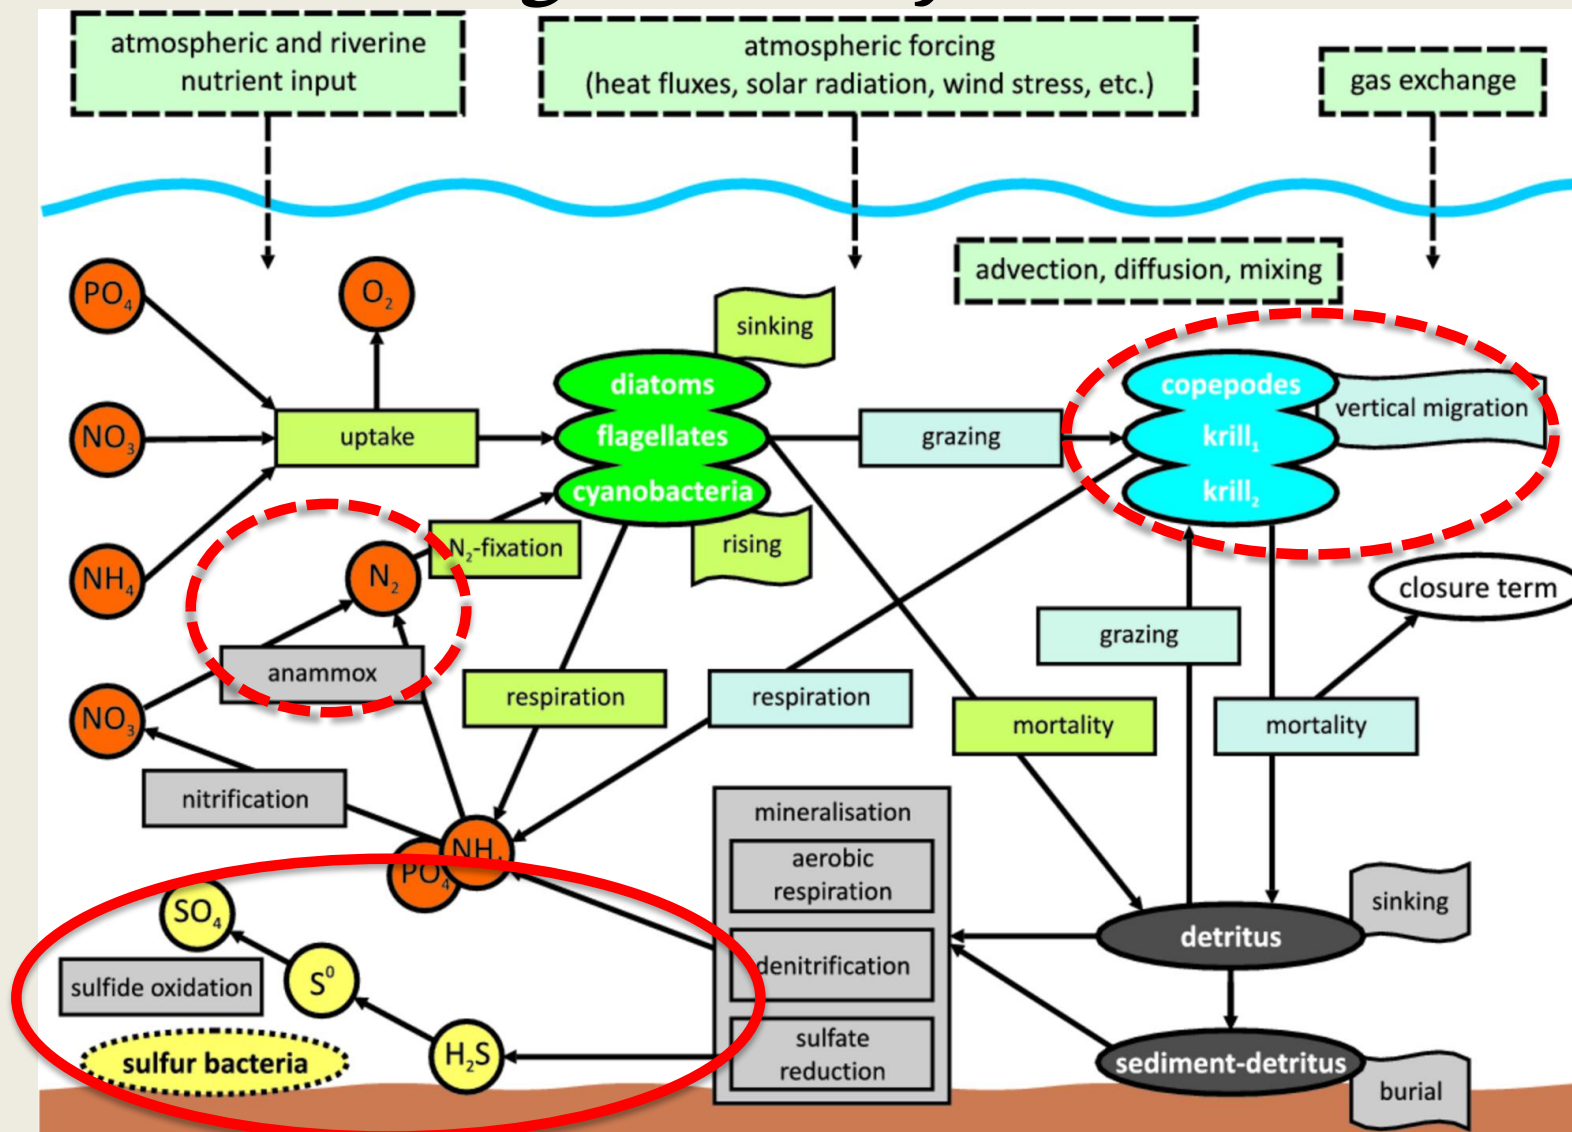 atmospheric and riverine
nutrient input
atmospheric forcing
(heat fluxes, solar radiation, wind stress, etc.)
gas exchange
advection, diffusion, mixing
PO₄
O₂
NO₃
NH₄
uptake
diatoms
flagellates
cyanobacteria
sinking
rising
grazing
copepodes
krill₁
krill₂
vertical migration
N₂
N₂-fixation
closure term
grazing
anammox
respiration
respiration
mortality
mortality
NO₃
nitrification
NH₄
PO₄
mineralisation
aerobic
respiration
denitrification
sulfate
reduction
detritus
sinking
sediment-detritus
burial
SO₄
S⁰
H₂S
sulfide oxidation
sulfur bacteria